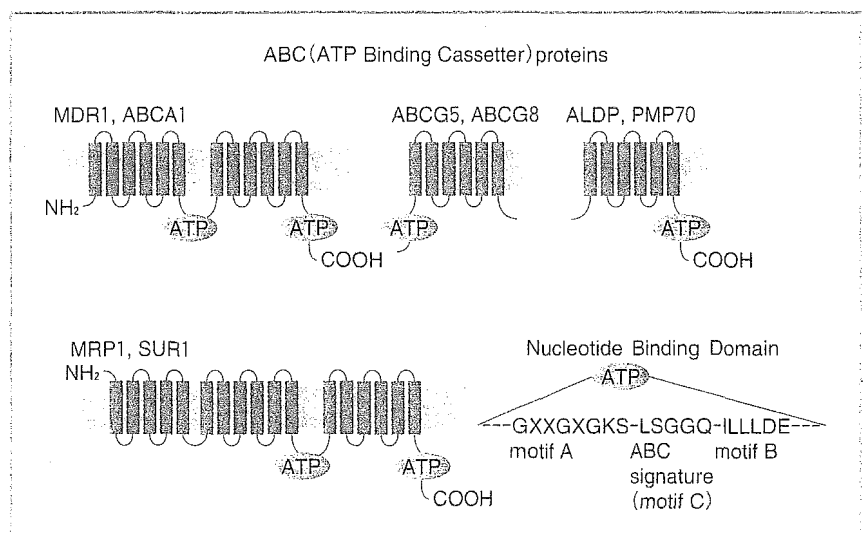 ABC(ATP Binding Cassetter) proteins
MDR1, ABCA1
NH₂
ATP
ATP
COOH
ABCG5, ABCG8
ATP
ALDP, PMP70
ATP
COOH
MRP1, SUR1
NH₂
ATP
ATP
COOH
Nucleotide Binding Domain
ATP
---GXXGXGKS-LSGGQ-ILLLDE----
motif A ABC motif B
signature
(motif C)